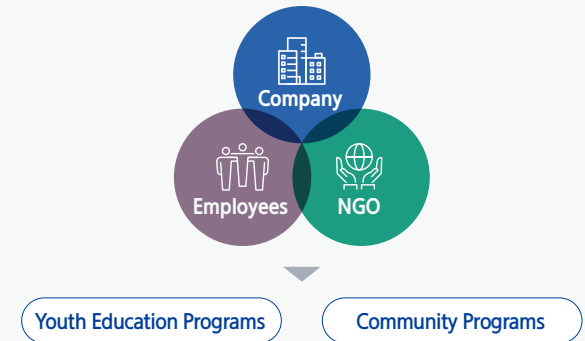 Company
Employees
NGO
Youth Education Programs
Community Programs